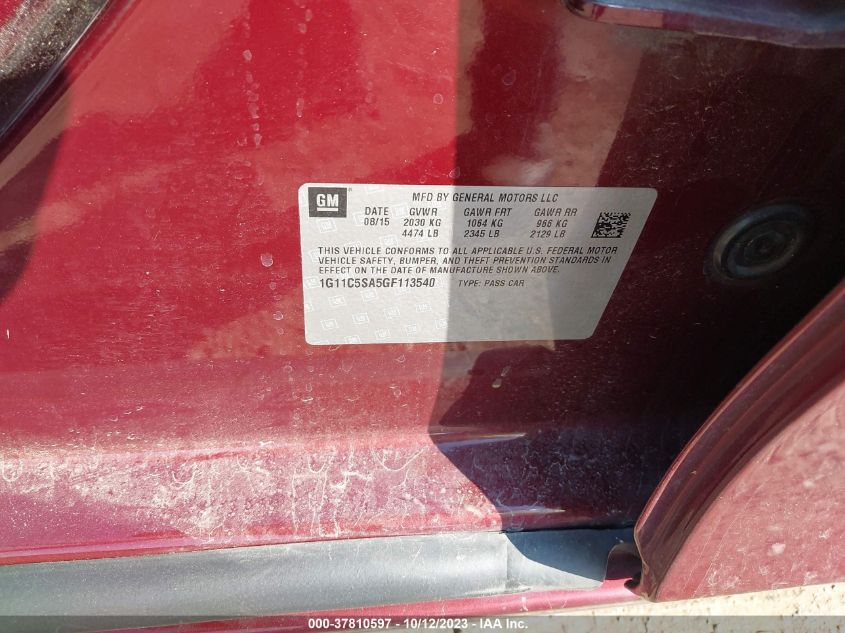 GM
MFD BY GENERAL MOTORS LLC
DATE GVWR GAWR FRT GAWR RR
08/15 2030 KG 1064 KG 966 KG
4474 LB 2345 LB 2129 LB
THIS VEHICLE CONFORMS TO ALL APPLICABLE U.S. FEDERAL MOTOR
VEHICLE SAFETY, BUMPER, AND THEFT PREVENTION STANDARDS IN
EFFECT ON THE DATE OF MANUFACTURE SHOWN ABOVE.
1G11C5SA5GF113540 TYPE: PASS CAR
000-37810597 - 10/12/2023 - IAA Inc.